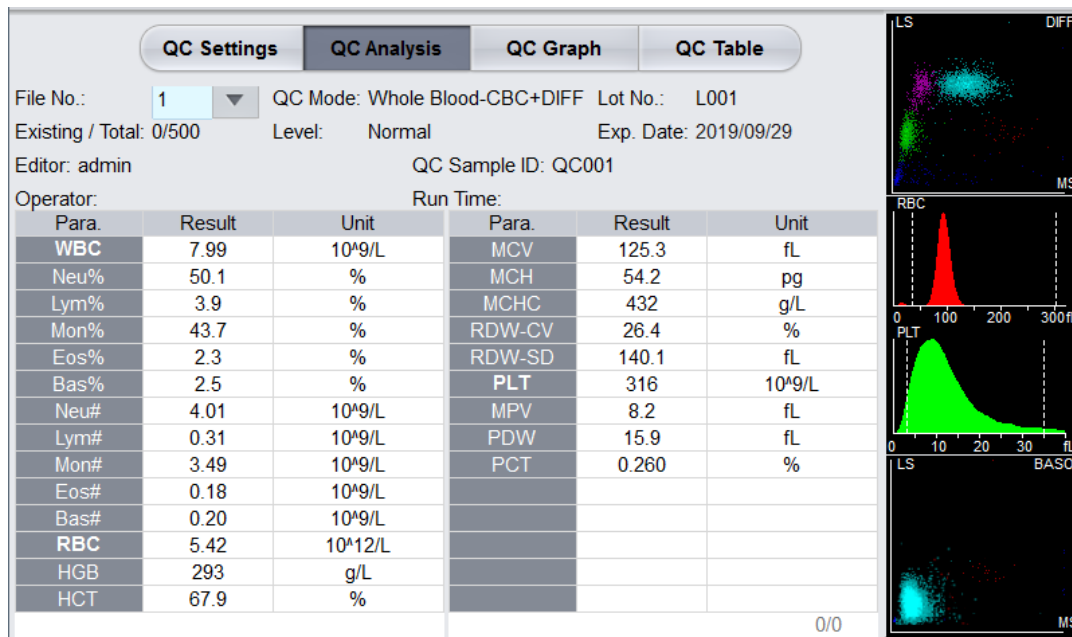 QC Settings QC Analysis QC Graph QC Table
File No.: 1 QC Mode: Whole Blood-CBC+DIFF Lot No.: L001
Existing / Total: 0/500 Level: Normal Exp. Date: 2019/09/29
Editor: admin QC Sample ID: QC001
Operator: Run Time:
Para. Result Unit Para. Result Unit
WBC 7.99 10^9/L MCV 125.3 fL
Neu% 50.1 % MCH 54.2 pg
Lym% 3.9 % MCHC 432 g/L
Mon% 43.7 % RDW-CV 26.4 %
Eos% 2.3 % RDW-SD 140.1 fL
Bas% 2.5 % PLT 316 10^9/L
Neu# 4.01 10^9/L MPV 8.2 fL
Lym# 0.31 10^9/L PDW 15.9 fL
Mon# 3.49 10^9/L PCT 0.260 %
Eos# 0.18 10^9/L
Bas# 0.20 10^9/L
RBC 5.42 10^12/L
HGB 293 g/L
HCT 67.9 %
0/0
LS DIFF
MS
RBC
0 100 200 300fl
PLT
0 10 20 30 fL
LS BASO
MS